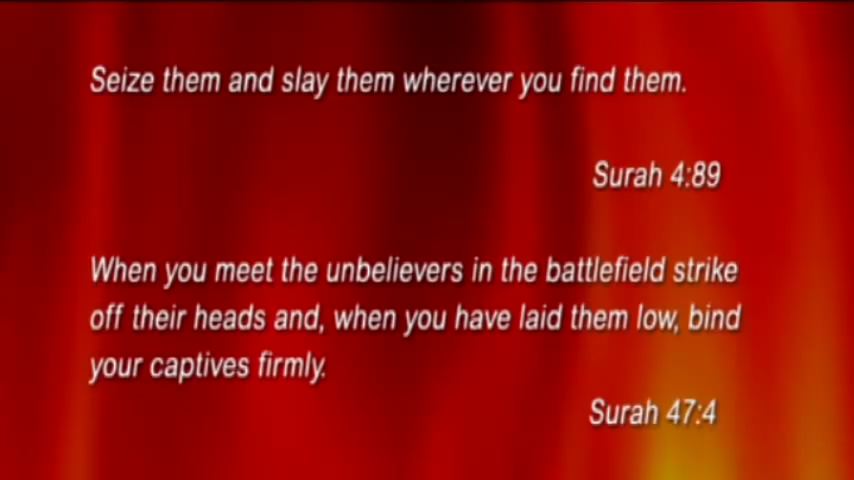 Seize them and slay them wherever you find them.
Surah 4:89
When you meet the unbelievers in the battlefield strike
off their heads and, when you have laid them low, bind
your captives firmly.
Surah 47:4